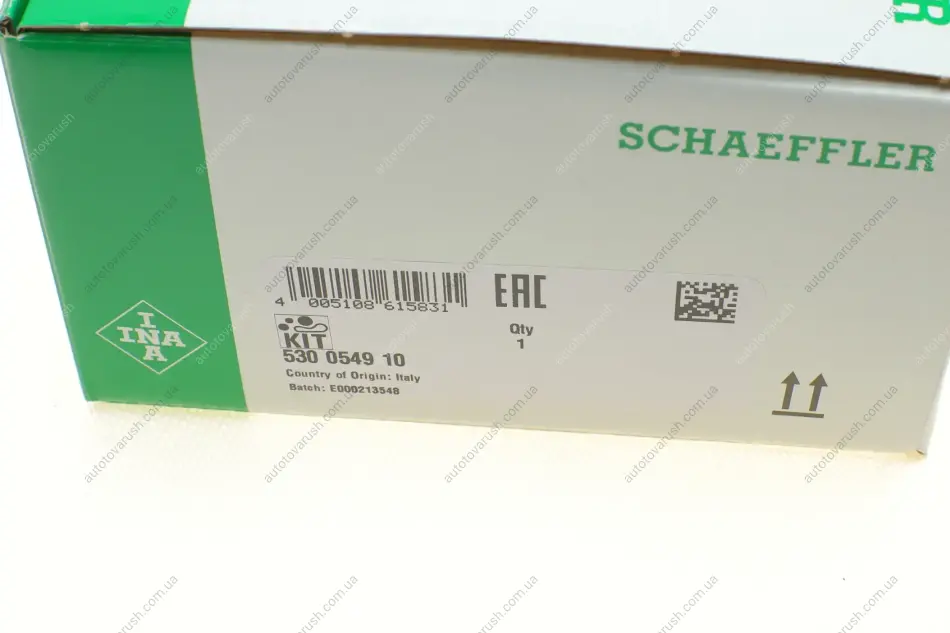 SCHAEFFLER
4 005108 615831
EAC
Qty
1
KIT
530 0549 10
Country of Origin: Italy
Batch: E000213548
INA
INA
autotovarush.com.ua